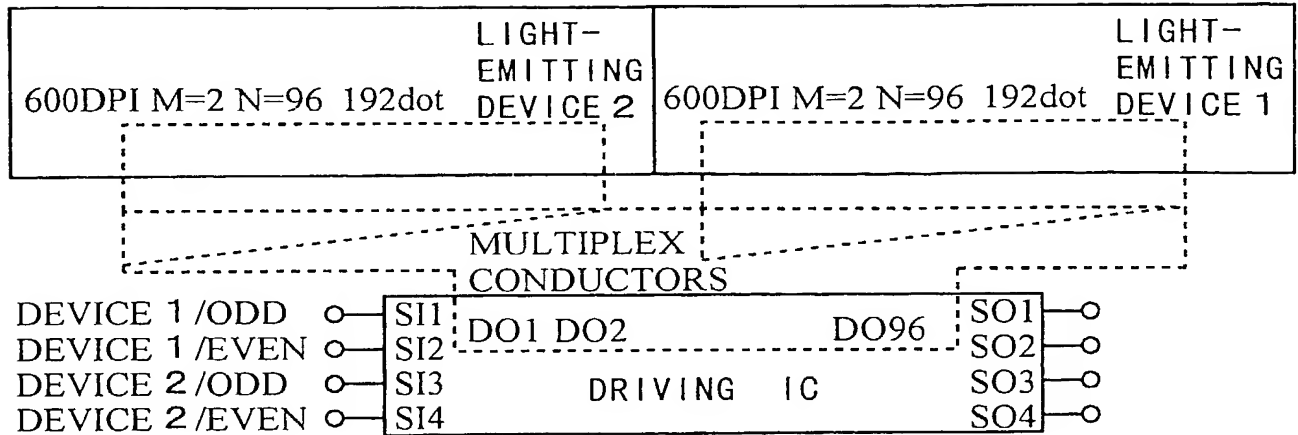 LIGHT-
EMITTING
600DPI M=2 N=96 192dot DEVICE 2
LIGHT-
EMITTING
600DPI M=2 N=96 192dot DEVICE 1
MULTIPLEX
CONDUCTORS
DEVICE 1/ODD SI1 DO1 DO2 DO96 SO1
DEVICE 1/EVEN SI2 SO2
DEVICE 2/ODD SI3 DRIVING IC SO3
DEVICE 2/EVEN SI4 SO4